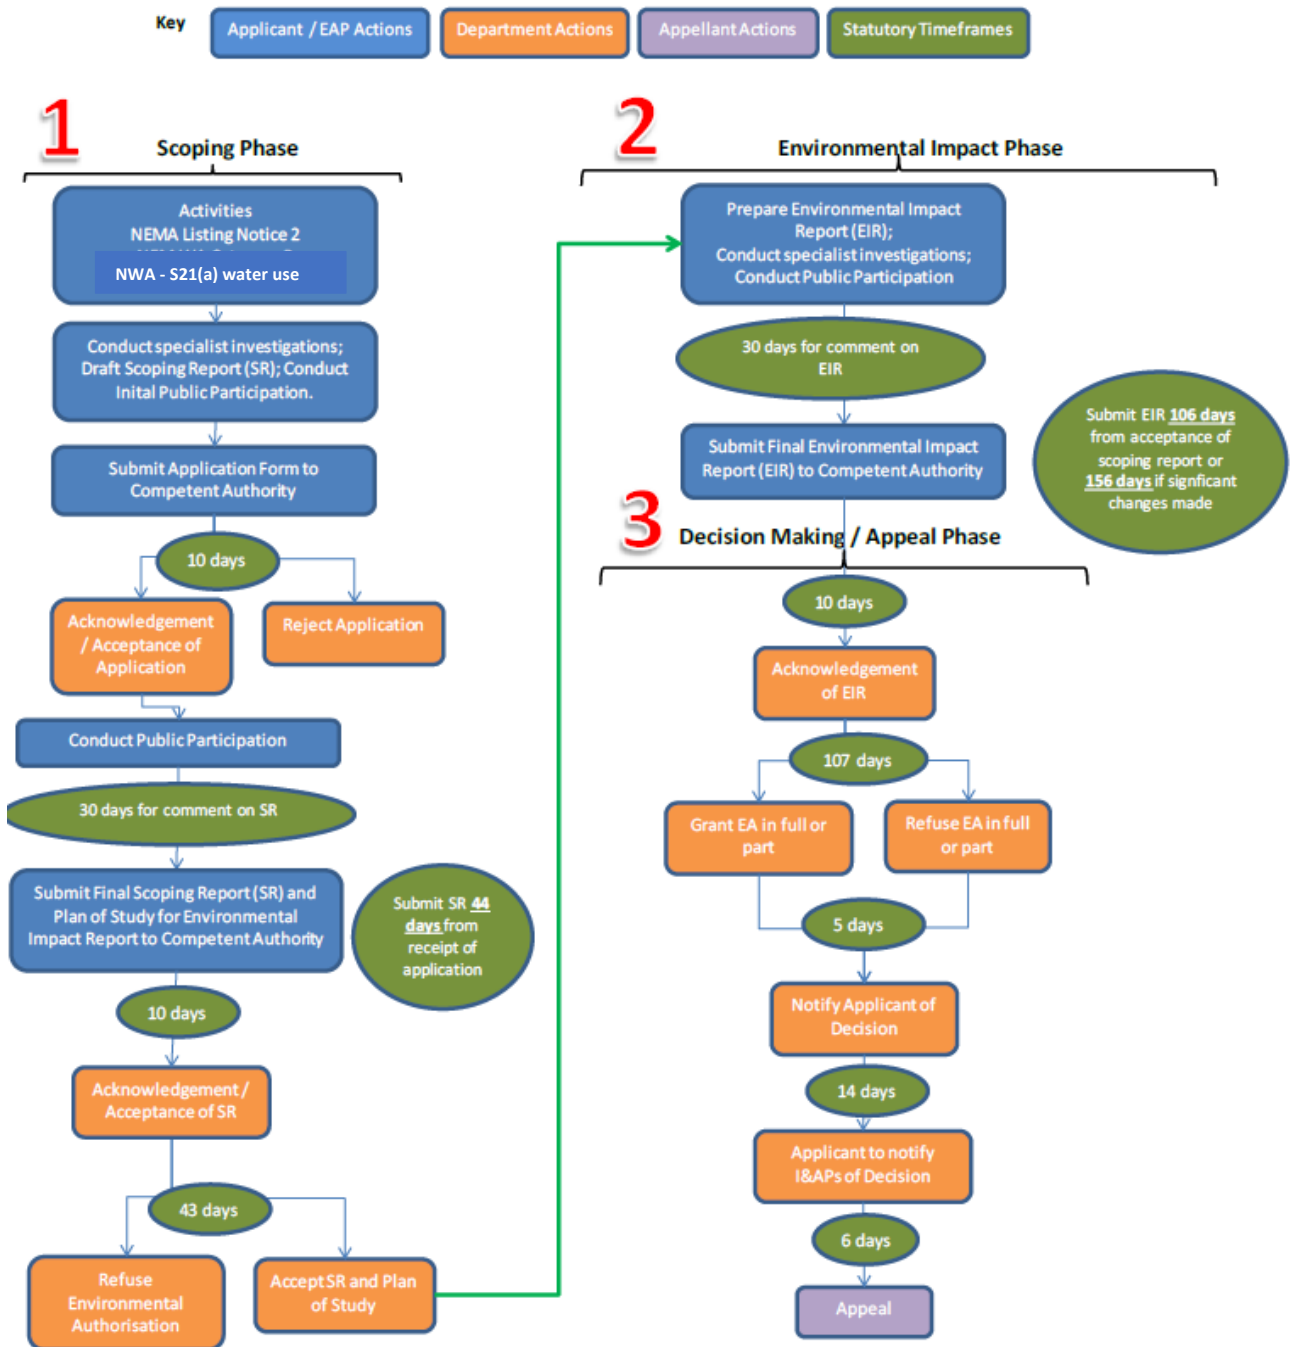 Key
Applicant / EAP Actions
Department Actions
Appellant Actions
Statutory Timeframes
1
Scoping Phase
Activities
NEMA Listing Notice 2
NWA - S21(a) water use
Conduct specialist investigations;
Draft Scoping Report (SR); Conduct
Inital Public Participation.
Submit Application Form to
Competent Authority
10 days
Acknowledgement
/ Acceptance of
Application
Reject Application
Conduct Public Participation
30 days for comment on SR
Submit Final Scoping Report (SR) and
Plan of Study for Environmental
Impact Report to Competent Authority
Submit SR 44
days from
receipt of
application
10 days
Acknowledgement /
Acceptance of SR
43 days
Refuse
Environmental
Authorisation
Accept SR and Plan
of Study
2
Environmental Impact Phase
Prepare Environmental Impact
Report (EIR);
Conduct specialist investigations;
Conduct Public Participation
30 days for comment on
EIR
Submit Final Environmental Impact
Report (EIR) to Competent Authority
Submit EIR 106 days
from acceptance of
scoping report or
156 days if signficant
changes made
3
Decision Making / Appeal Phase
10 days
Acknowledgement
of EIR
107 days
Grant EA in full or
part
Refuse EA in full
or part
5 days
Notify Applicant of
Decision
14 days
Applicant to notify
I&APs of Decision
6 days
Appeal